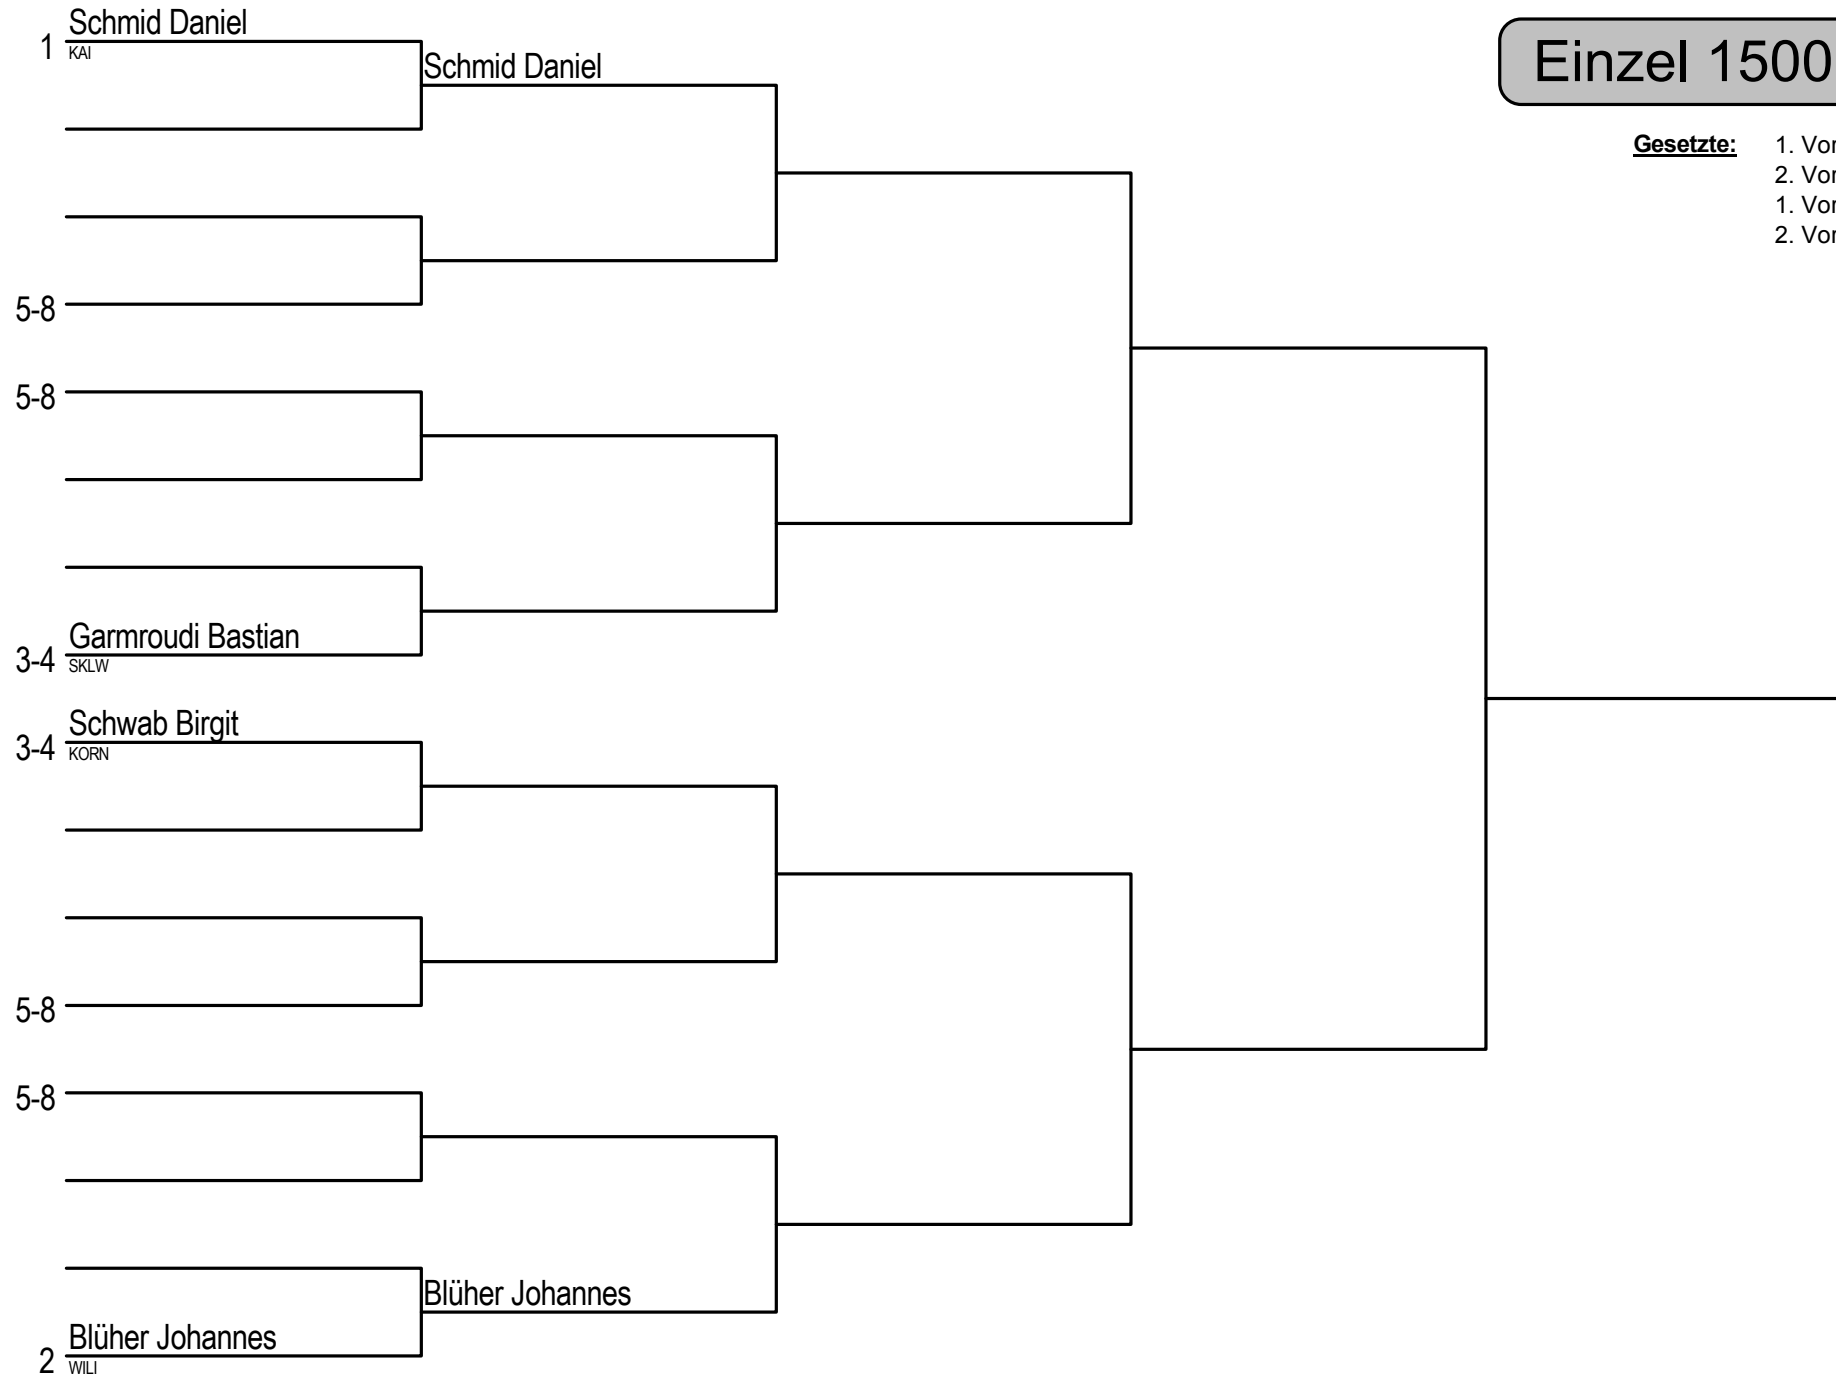 Schmid Daniel
1 KAI
Schmid Daniel
Einzel 1500
Gesetzte: 1. Vor
2. Vor
1. Vor
2. Vor
5-8
5-8
Garmroudi Bastian
3-4 SKLW
Schwab Birgit
3-4 KORN
5-8
5-8
Blüher Johannes
Blüher Johannes
2 WILI